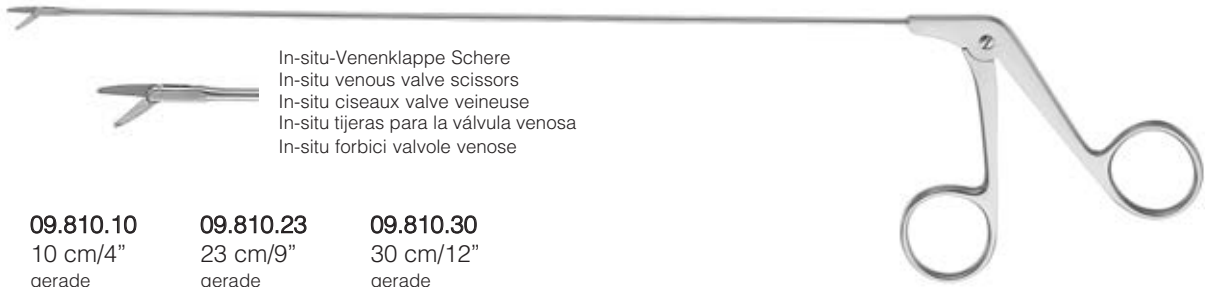 In-situ-Venenklappe Schere
In-situ venous valve scissors
In-situ ciseaux valve veineuse
In-situ tijeras para la válvula venosa
In-situ forbici valvole venose
09.810.10 09.810.23 09.810.30
10 cm/4” 23 cm/9” 30 cm/12”
gerade gerade gerade